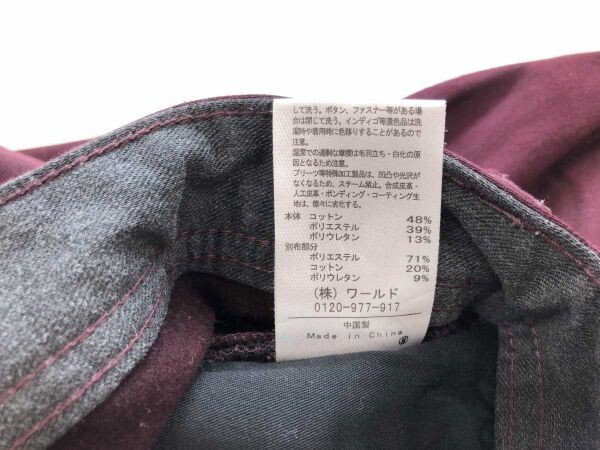 して洗う。ボタン、ファスナー等がある場
合は閉じて洗う。インディゴ等濃色品は洗
濯時や着用時に色移りすることがあるので
注意。
湿潤での過剰な摩擦は毛羽立ち・白化の原
因となるため注意。
プリーツ等特殊加工製品は、凹凸や光沢が
なくなるため、スチーム禁止。合成皮革・
人工皮革・ボンディング・コーティング生
地は、徐々に劣化する。
本体 コットン 48%
ポリエステル 39%
ポリウレタン 13%
別布部分
ポリエステル 71%
コットン 20%
ポリウレタン 9%
(株) ワールド
0120-977-917
中国製
Made in China